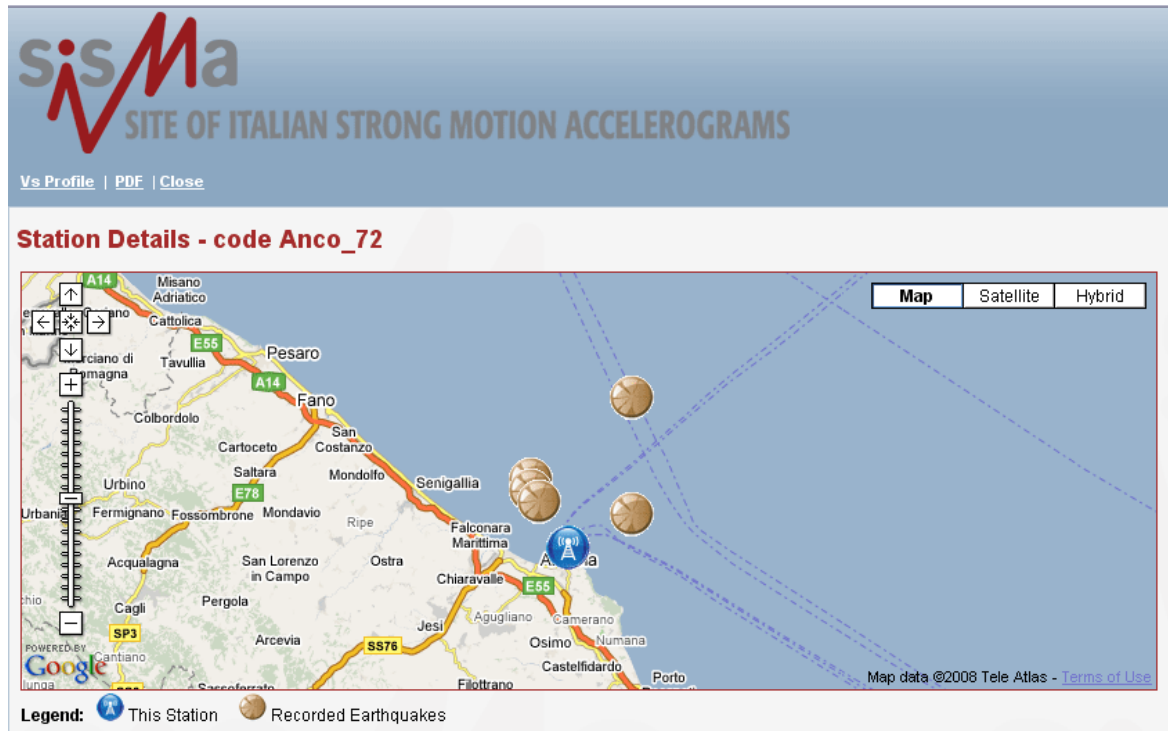 sisMa
SITE OF ITALIAN STRONG MOTION ACCELEROGRAMS
Vs Profile | PDF | Close
Station Details - code Anco_72
A14
Misano
Adriatico
Map
Satellite
Hybrid
Cattolica
E55
Tavullia
Pesaro
A14
Fano
Colbordolo
San
Costanzo
Cartoceto
Saltara
Mondolfo
Senigallia
Urbino
E78
Fermignano
Fossombrone
Mondavio
Ripe
Falconara
Marittima
Acqualagna
San Lorenzo
in Campo
Ostra
Chiaravalle
E55
Cagli
Pergola
Agugliano
Camerano
SP3
Arcevia
Jesi
SS76
Osimo
Numana
POWERED BY
Google
Cantiano
Castelfidardo
Porto
Sassoferrato
Filottrano
Map data ©2008 Tele Atlas - Terms of Use
Legend: This Station Recorded Earthquakes